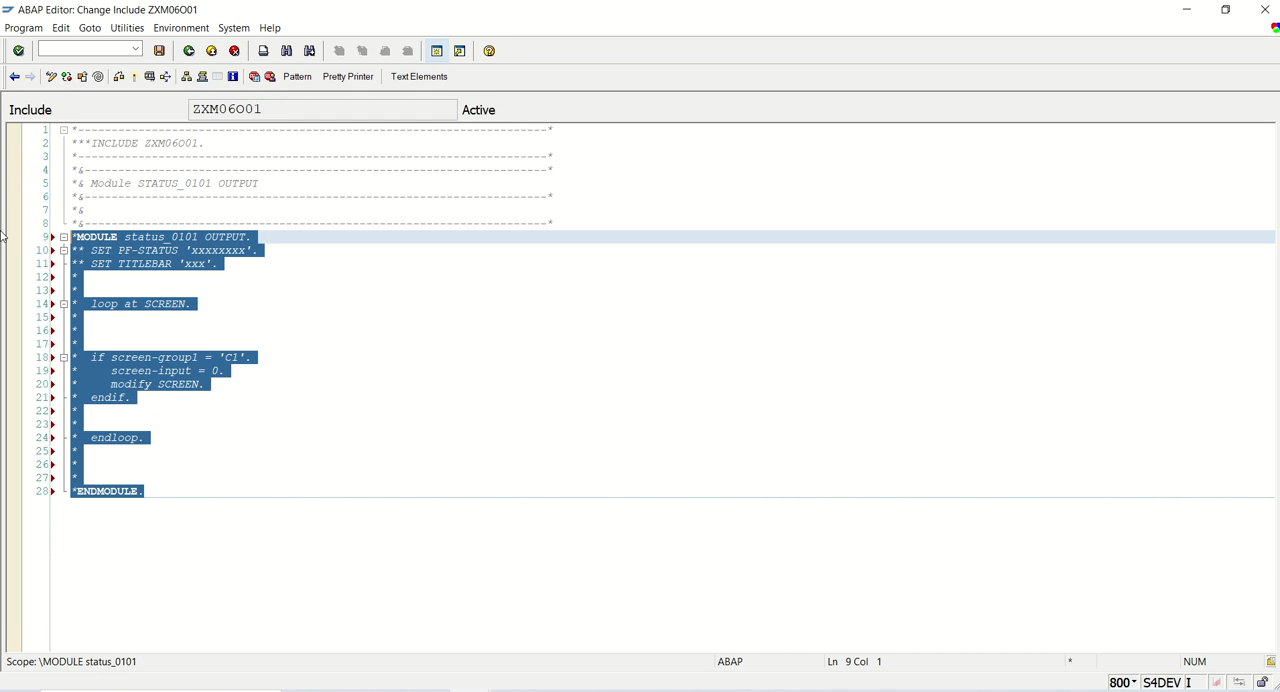 ABAP Editor: Change Include ZXM06O01
Program Edit Goto Utilities Environment System Help
Pattern Pretty Printer Text Elements
Include ZXM06O01 Active
1 *----------------------------------------------------------------------*
2 ***INCLUDE ZXM06O01.
3 *----------------------------------------------------------------------*
4 *&---------------------------------------------------------------------*
5 *& Module STATUS_0101 OUTPUT
6 *&---------------------------------------------------------------------*
7 *&
8 *&---------------------------------------------------------------------*
9 *MODULE status_0101 OUTPUT.
10 ** SET PF-STATUS 'xxxxxxxx'.
11 ** SET TITLEBAR 'xxx'.
12 *
13 *
14 * loop at SCREEN.
15 *
16 *
17 *
18 * if screen-group1 = 'C1'.
19 * screen-input = 0.
20 * modify SCREEN.
21 * endif.
22 *
23 *
24 * endloop.
25 *
26 *
27 *
28 *ENDMODULE.
Scope: \MODULE status_0101 ABAP Ln 9 Col 1 * NUM
800 S4DEV I